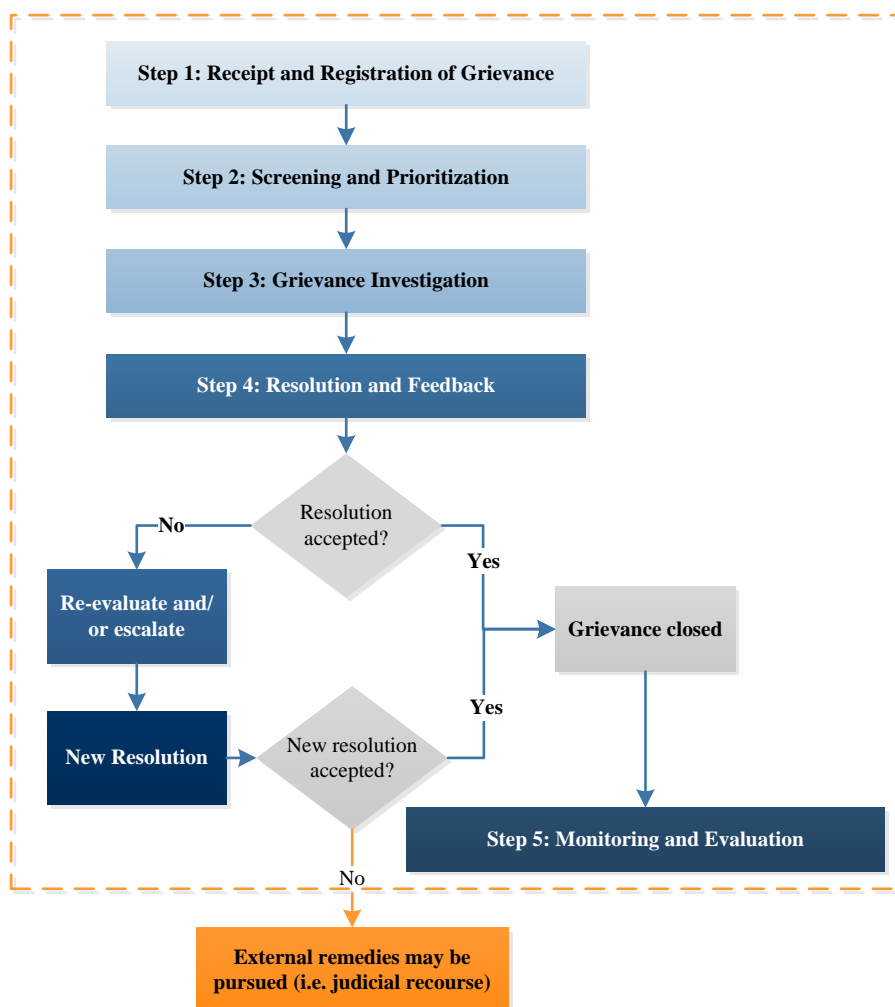 Step 1: Receipt and Registration of Grievance
Step 2: Screening and Prioritization
Step 3: Grievance Investigation
Step 4: Resolution and Feedback
Resolution
accepted?
No
Yes
Re-evaluate and/
or escalate
Grievance closed
New Resolution
New resolution
accepted?
Yes
Step 5: Monitoring and Evaluation
No
External remedies may be
pursued (i.e. judicial recourse)